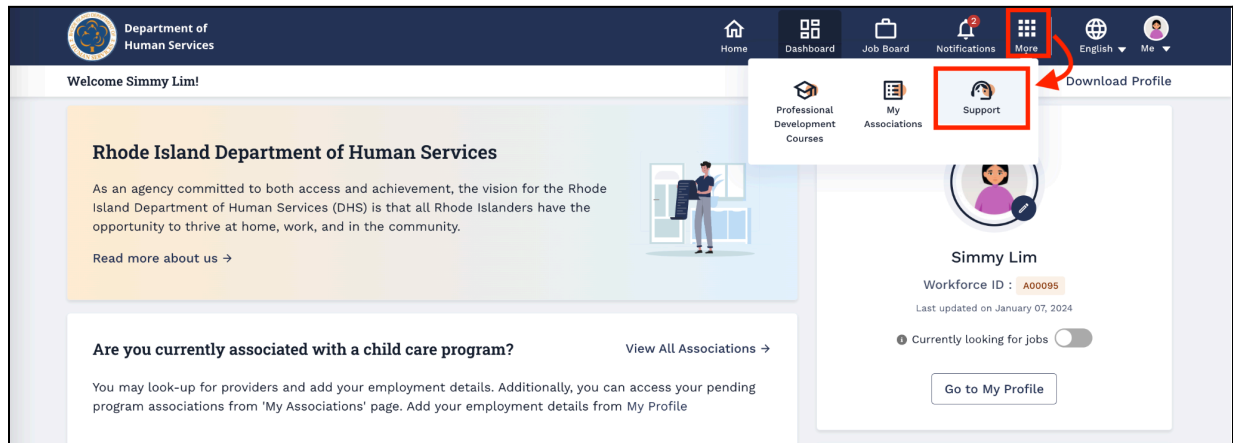 Department of
Human Services
Home
Dashboard
Job Board
2
Notifications
More
English
Me
Welcome Simmy Lim!
Download Profile
Professional
Development
Courses
My
Associations
Support
Rhode Island Department of Human Services
As an agency committed to both access and achievement, the vision for the Rhode
Island Department of Human Services (DHS) is that all Rhode Islanders have the
opportunity to thrive at home, work, and in the community.
Read more about us →
Simmy Lim
Workforce ID : A00095
Last updated on January 07, 2024
Currently looking for jobs
Go to My Profile
Are you currently associated with a child care program?
View All Associations →
You may look-up for providers and add your employment details. Additionally, you can access your pending
program associations from 'My Associations' page. Add your employment details from My Profile